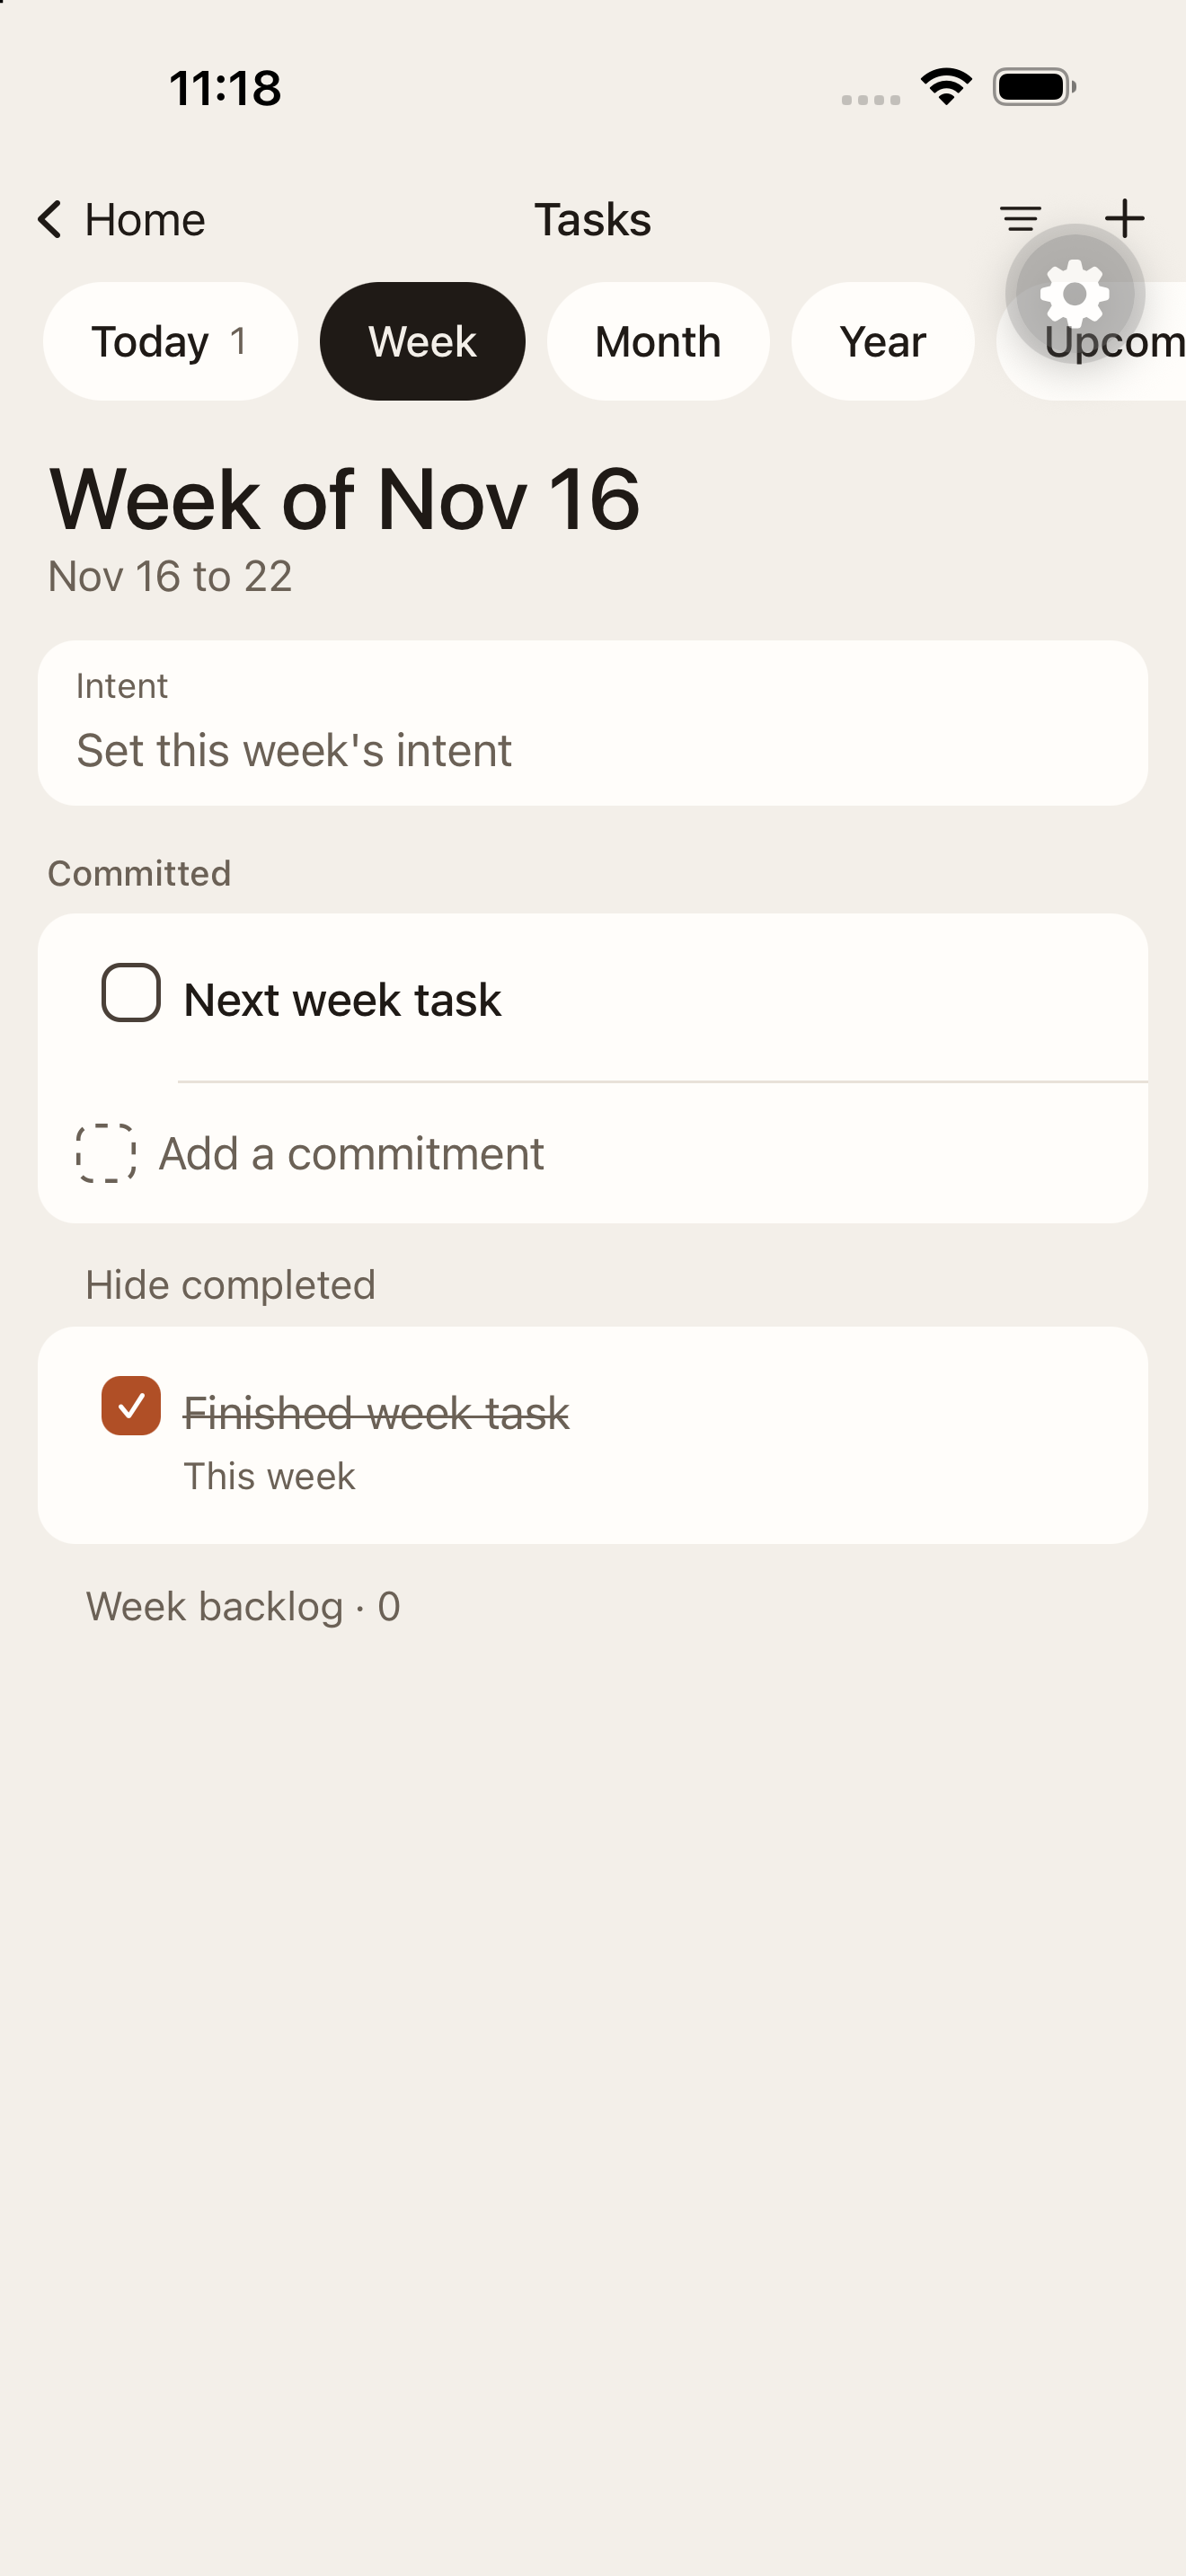 11:18
Home
Tasks
Today 1
Week
Month
Year
Upcom
Week of Nov 16
Nov 16 to 22
Intent
Set this week's intent
Committed
Next week task
Add a commitment
Hide completed
Finished week task
This week
Week backlog · 0